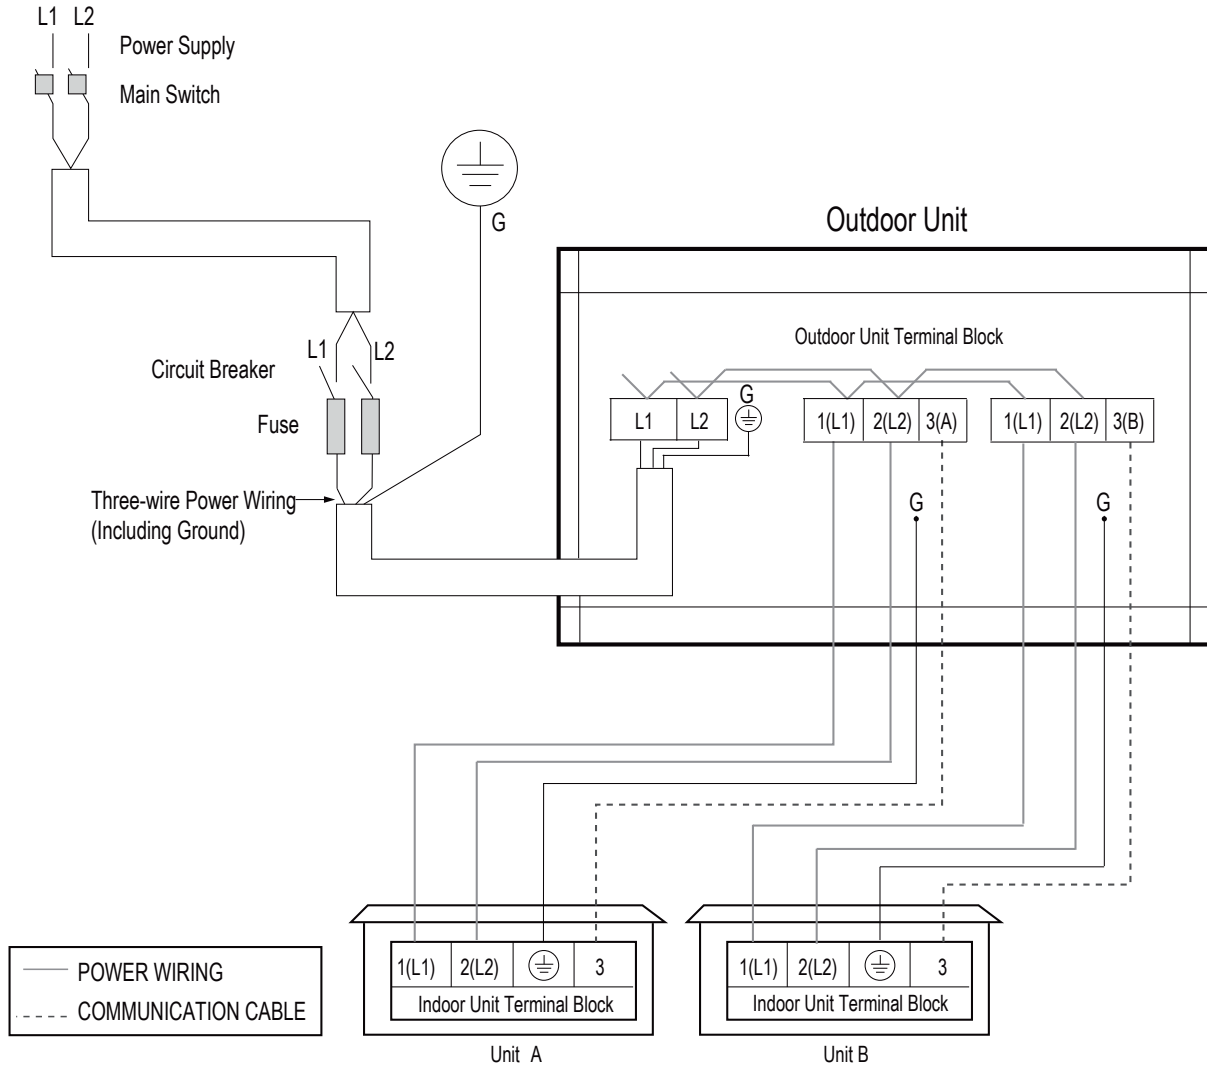 L1 L2
Power Supply
Main Switch
G
Outdoor Unit
Outdoor Unit Terminal Block
L1 L2
Circuit Breaker
G
L1 L2
1(L1) 2(L2) 3(A)
1(L1) 2(L2) 3(B)
Fuse
Three-wire Power Wiring
(Including Ground)
G
G
1(L1) 2(L2) 3
Indoor Unit Terminal Block
Unit A
1(L1) 2(L2) 3
Indoor Unit Terminal Block
Unit B
POWER WIRING
COMMUNICATION CABLE